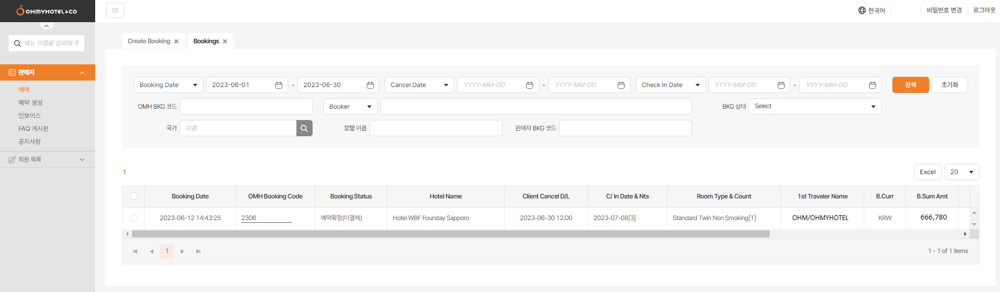 OHMYHOTEL&CO
한국어
비밀번호 변경
로그아웃
메뉴 이름을 입력해 주
판매자
예약
예약 생성
인보이스
FAQ 게시판
공지사항
회원 목록
Create Booking
Bookings
Booking Date 2023-06-01 ~ 2023-06-30 Cancel Date YYYY-MM-DD ~ YYYY-MM-DD Check In Date YYYY-MM-DD ~ YYYY-MM-DD 검색 초기화
OMH BKG 코드 Booker BKG 상태 Select
국가 이름 호텔 이름 판매자 BKG 코드
1 Excel 20
Booking Date OMH Booking Code Booking Status Hotel Name Client Cancel D/L C/ In Date & Nts Room Type & Count 1st Traveler Name B.Curr B.Sum Amt
2023-06-12 14:43:25 2306 예약확정(미결제) Hotel WBF Fourstay Sapporo 2023-06-30 12:00 2023-07-08[3] Standard Twin Non Smoking[1] OHM/OHMYHOTEL KRW 666,780
1 1 - 1 of 1 items